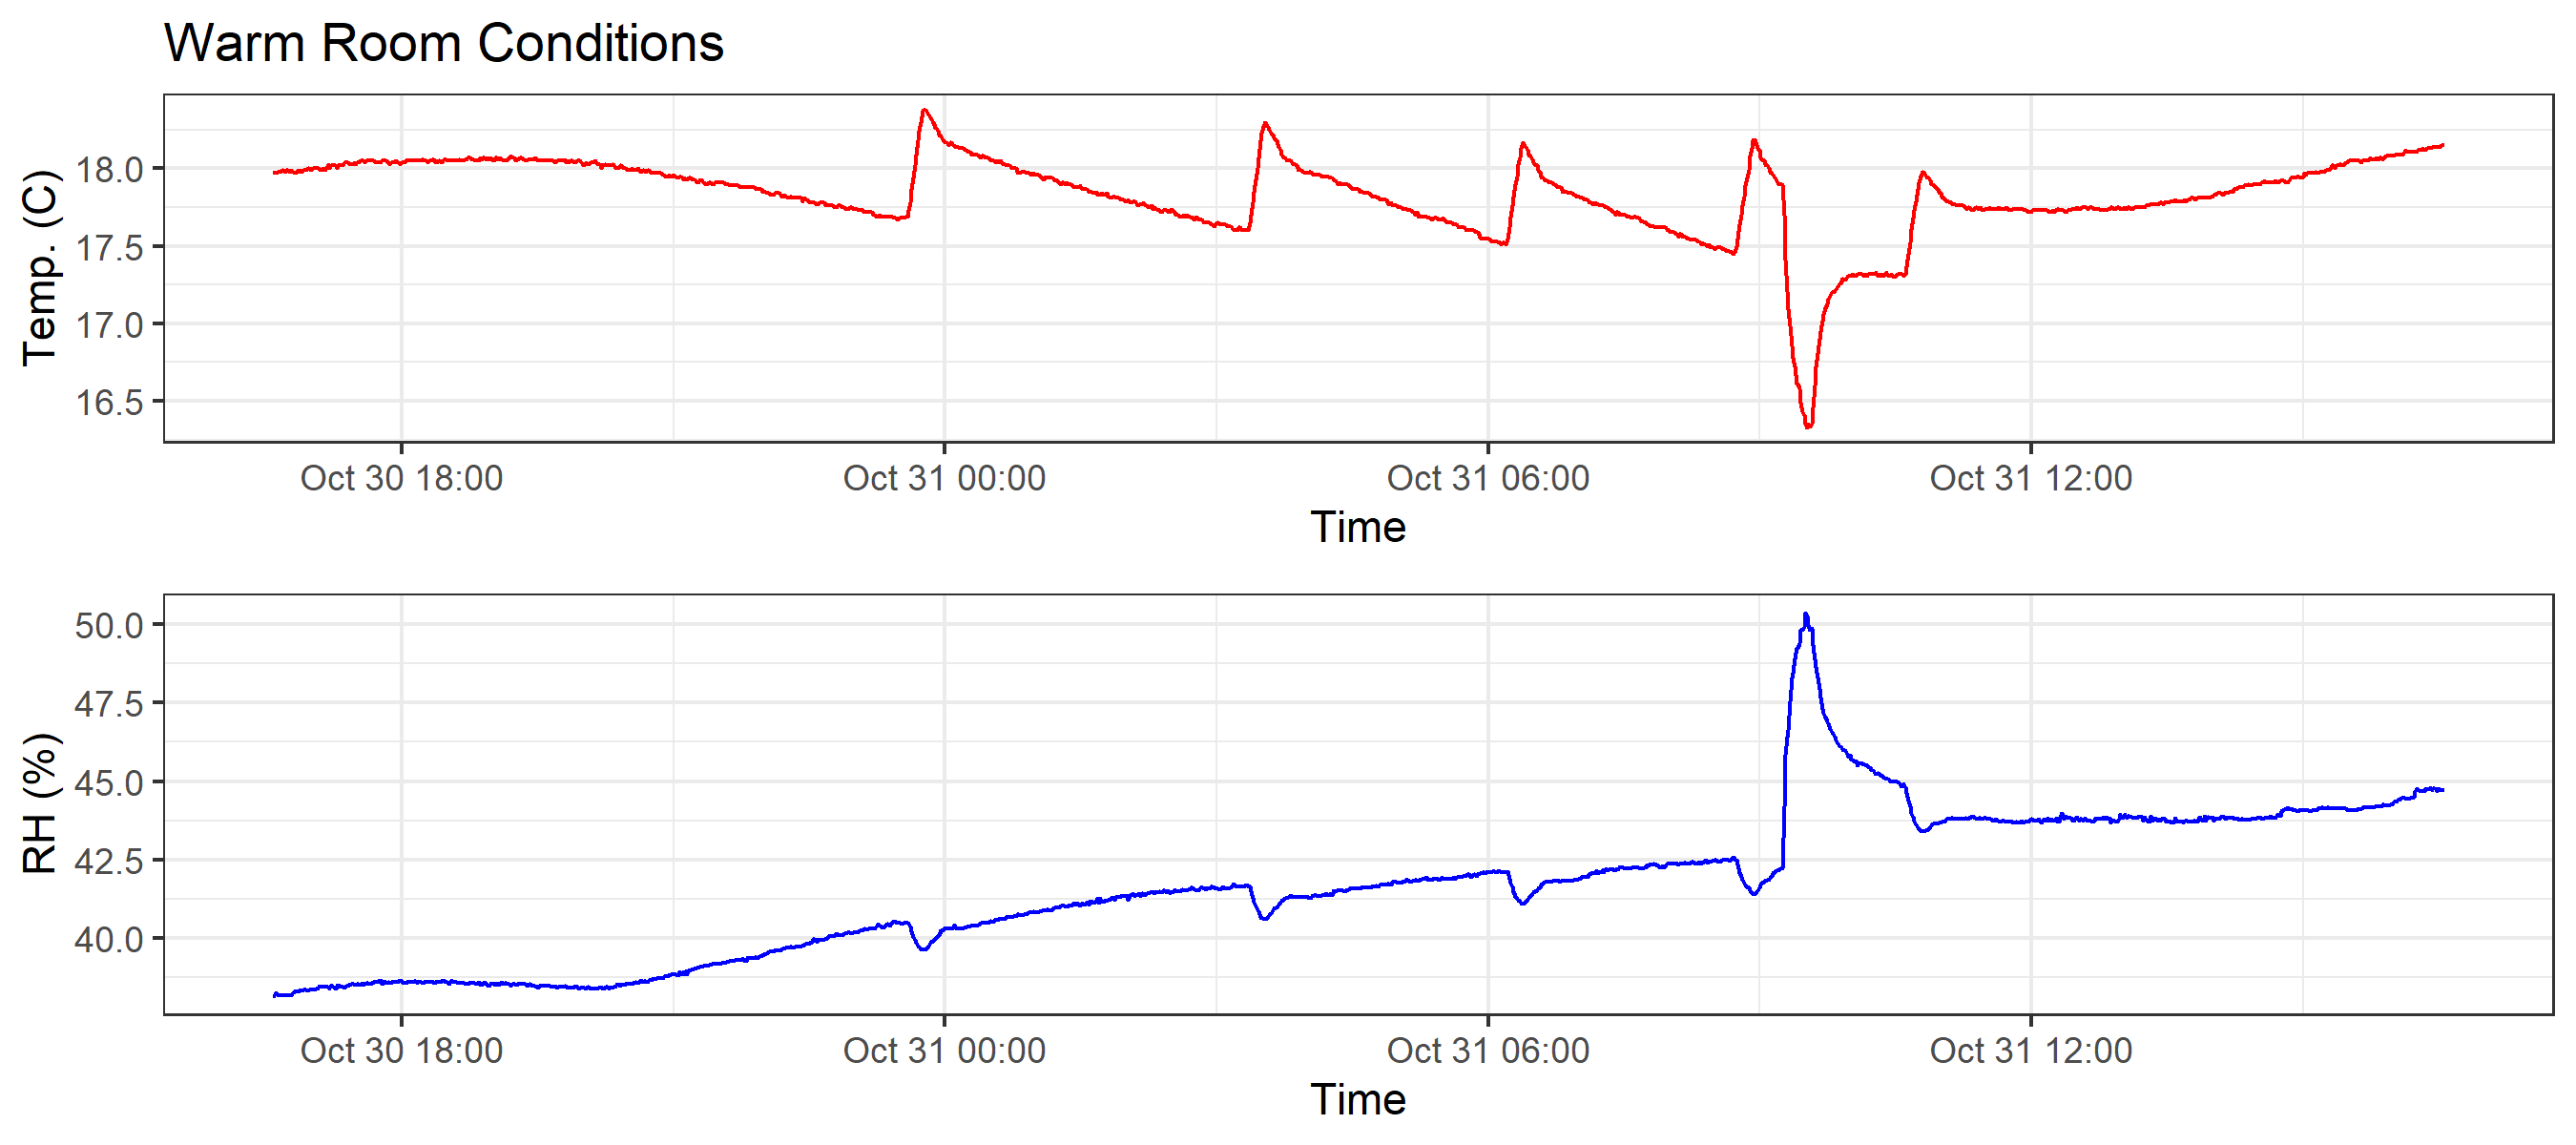 Warm Room Conditions
Temp. (C)
18.0
17.5
17.0
16.5
Oct 30 18:00 Oct 31 00:00 Oct 31 06:00 Oct 31 12:00
Time
RH (%)
50.0
47.5
45.0
42.5
40.0
Oct 30 18:00 Oct 31 00:00 Oct 31 06:00 Oct 31 12:00
Time